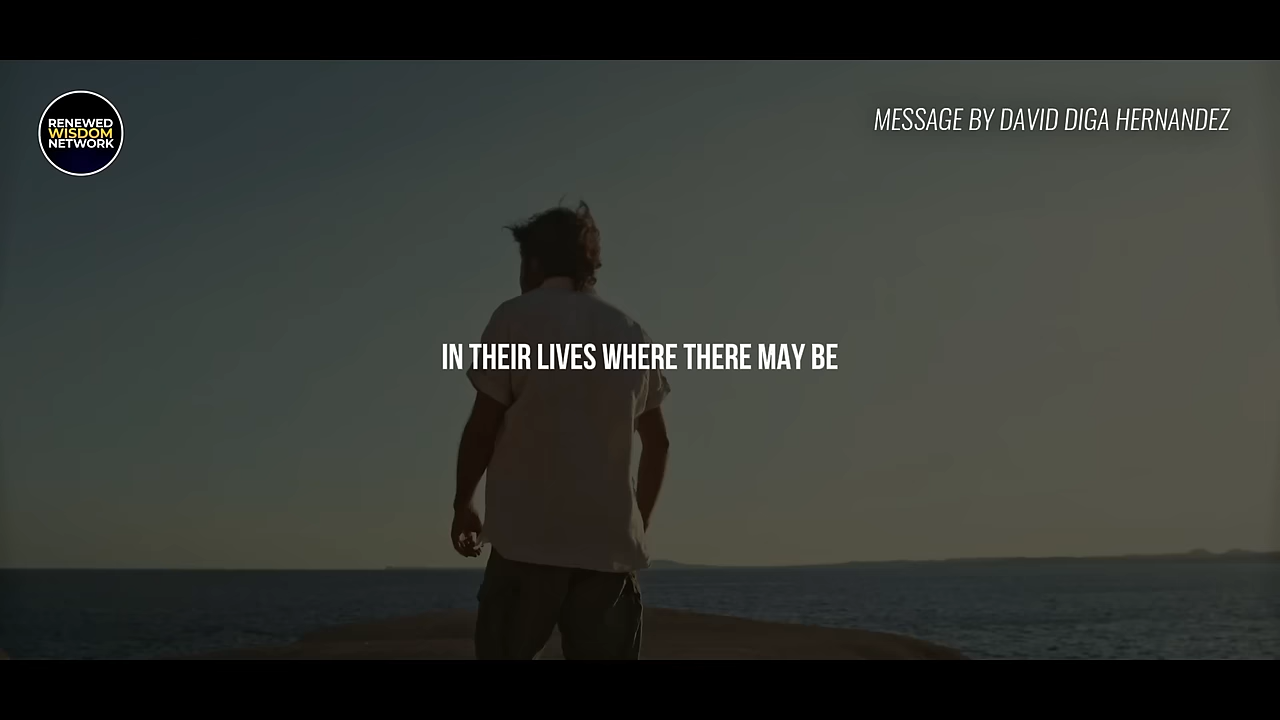 RENEWED
WISDOM
NETWORK
MESSAGE BY DAVID DIGA HERNANDEZ
IN THEIR LIVES WHERE THERE MAY BE